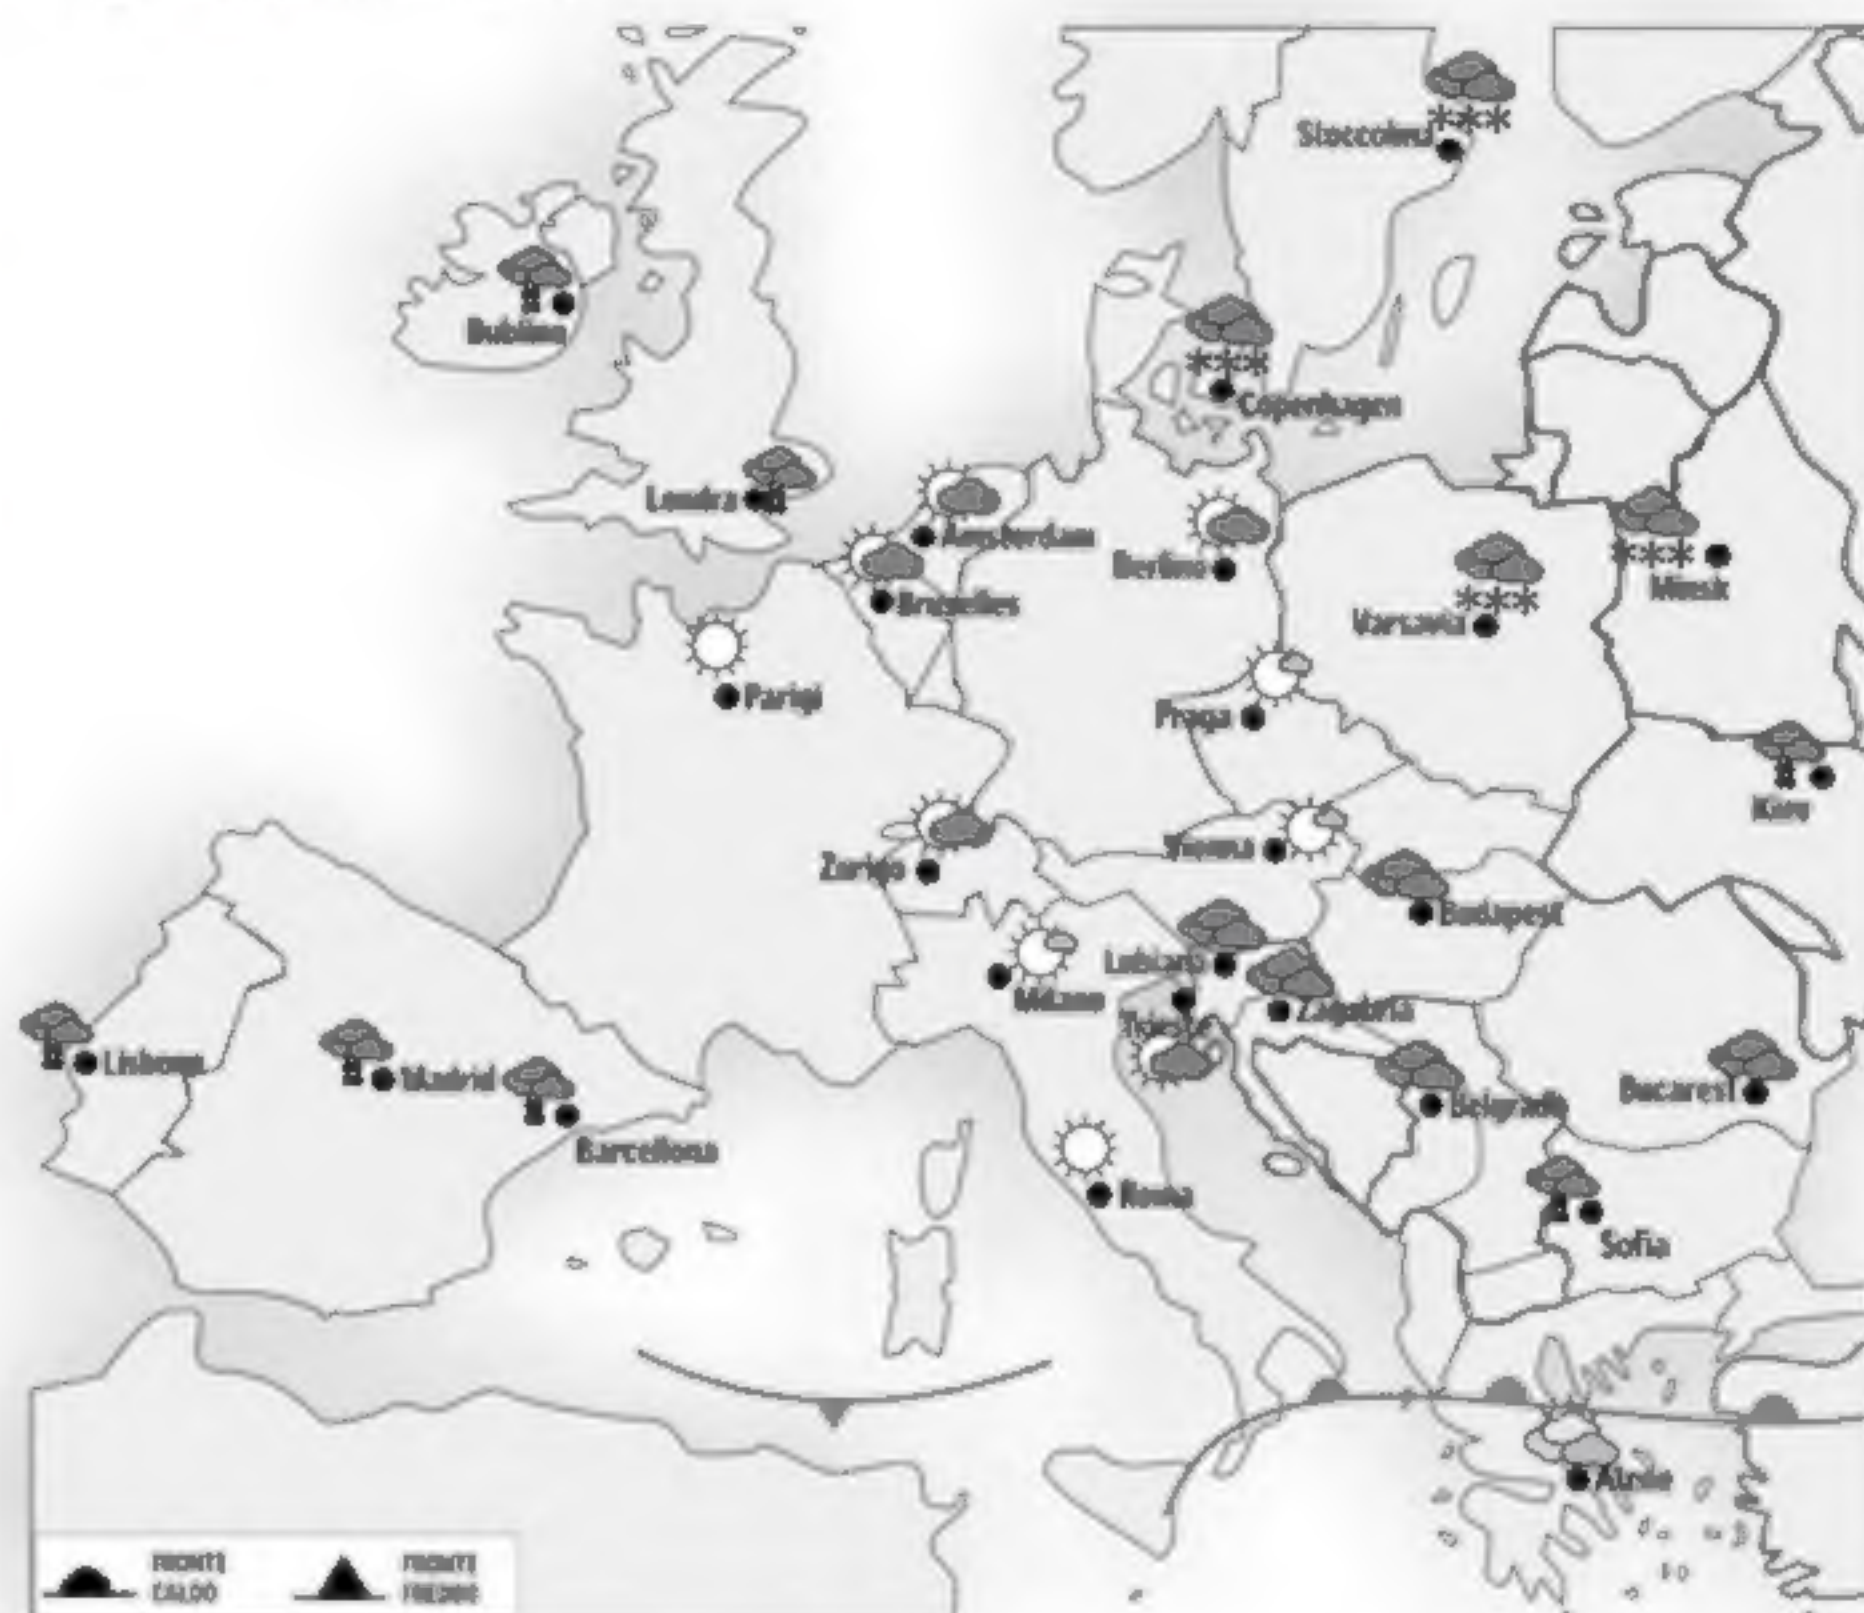 Stoccolma
Dublino
Copenhagen
Londra
Amsterdam
Berlino
Minsk
Bruxelles
Varsavia
Parigi
Praga
Kiev
Vienna
Zurigo
Budapest
Lubiana
Milano
Zagabria
Trieste
Lisbona
Madrid
Belgrado
Bucarest
Barcellona
Roma
Sofia
Atene
FRONTE
CALDO
FRONTE
FREDDO